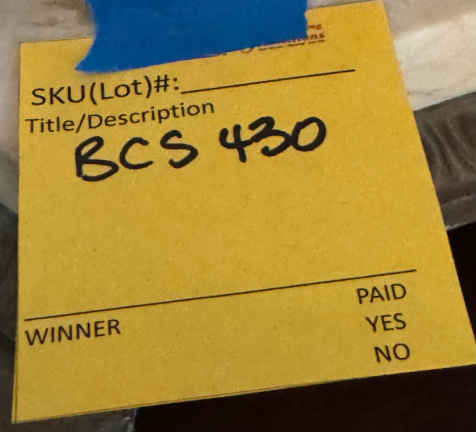 SKU(Lot)#:
Title/Description
BCS 430
WINNER
PAID
YES
NO